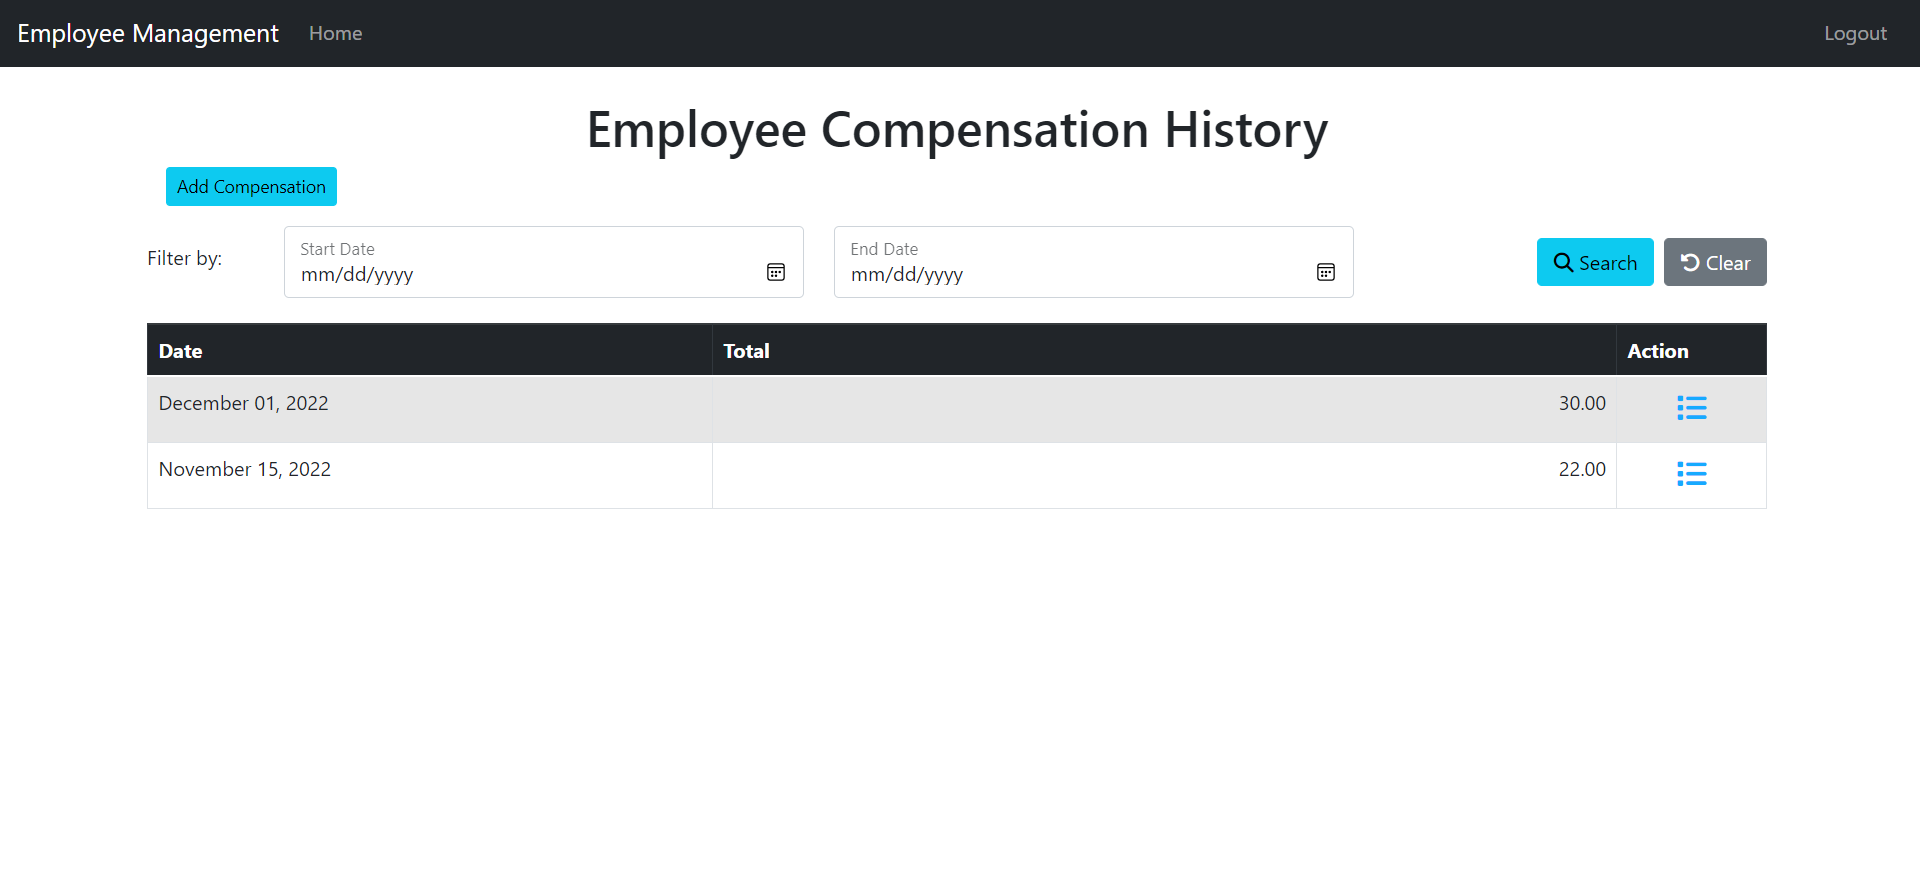 Employee Management Home Logout
Employee Compensation History
Add Compensation
Filter by:
Start Date
mm/dd/yyyy
End Date
mm/dd/yyyy
Search Clear
Date Total Action
December 01, 2022 30.00
November 15, 2022 22.00